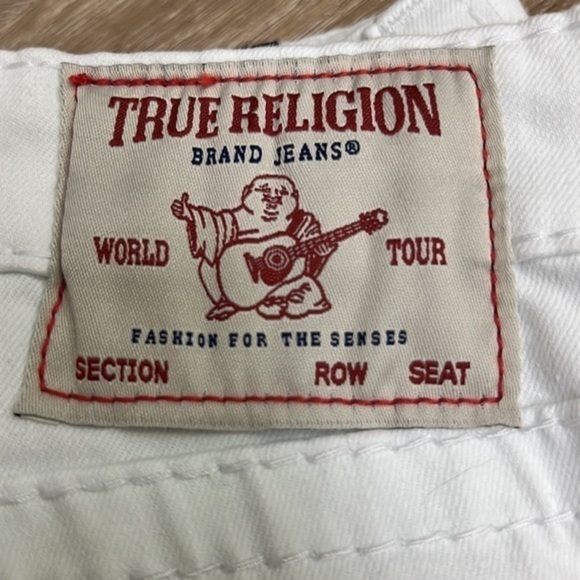 TRUE RELIGION
BRAND JEANS®
WORLD TOUR
FASHION FOR THE SENSES
SECTION ROW SEAT